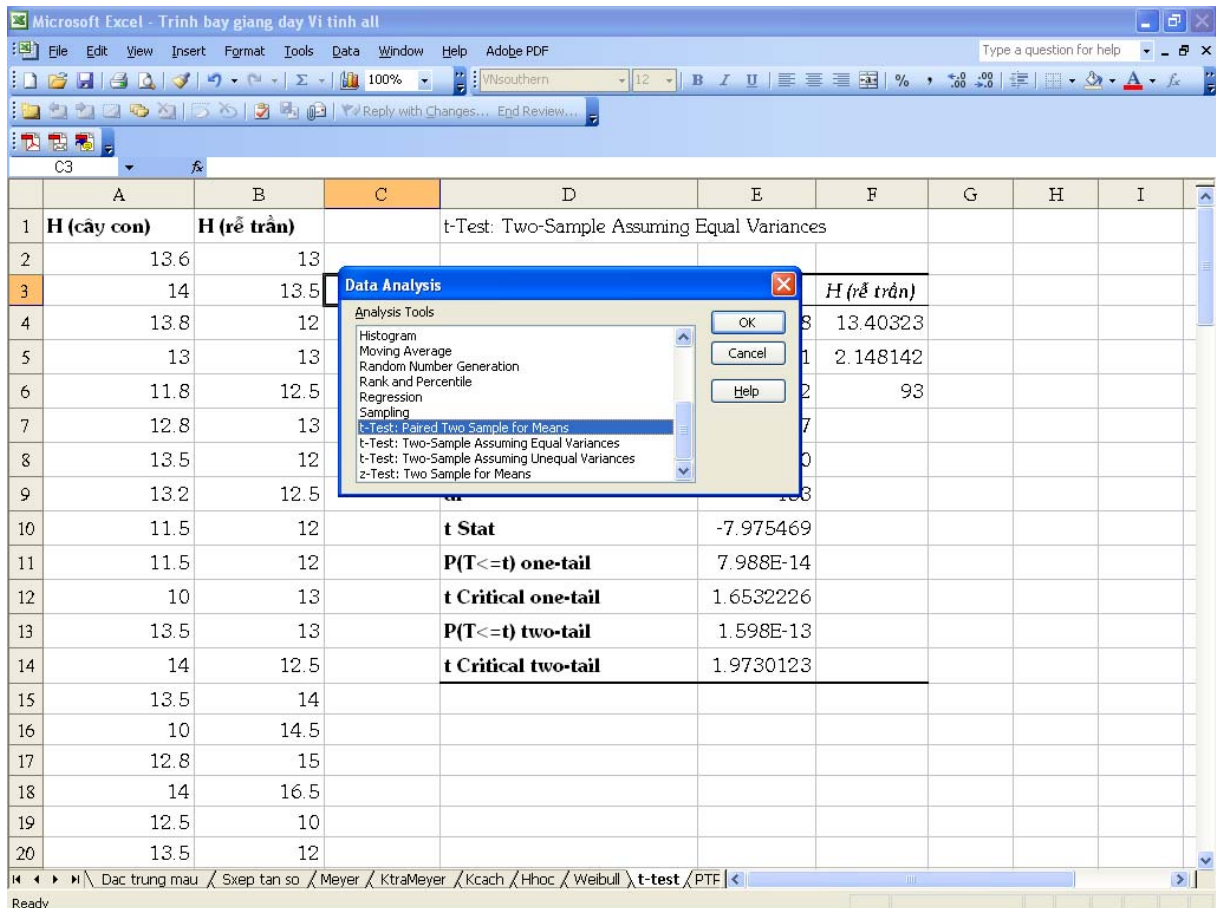 Microsoft Excel - Trinh bay giang day Vi tinh all
File Edit View Insert Format Tools Data Window Help Adobe PDF Type a question for help
100% VNsouthern 12 B I U % ,
Reply with Changes... End Review...
C3 fx
A B C D E F G H I
1 H (cây con) H (rễ trần) t-Test: Two-Sample Assuming Equal Variances
2 13.6 13
3 14 13.5 H (rễ trần)
4 13.8 12 8 13.40323
5 13 13 1 2.148142
6 11.8 12.5 2 93
7 12.8 13 7
8 13.5 12 0
9 13.2 12.5
10 11.5 12 t Stat -7.975469
11 11.5 12 P(T<=t) one-tail 7.988E-14
12 10 13 t Critical one-tail 1.6532226
13 13.5 13 P(T<=t) two-tail 1.598E-13
14 14 12.5 t Critical two-tail 1.9730123
15 13.5 14
16 10 14.5
17 12.8 15
18 14 16.5
19 12.5 10
20 13.5 12
Data Analysis
Analysis Tools
Histogram
Moving Average
Random Number Generation
Rank and Percentile
Regression
Sampling
t-Test: Paired Two Sample for Means
t-Test: Two-Sample Assuming Equal Variances
t-Test: Two-Sample Assuming Unequal Variances
z-Test: Two Sample for Means
OK
Cancel
Help
Dac trung mau / Sxep tan so / Meyer / KtraMeyer / Kcach / Hhoc / Weibull \ t-test / PTF
Ready